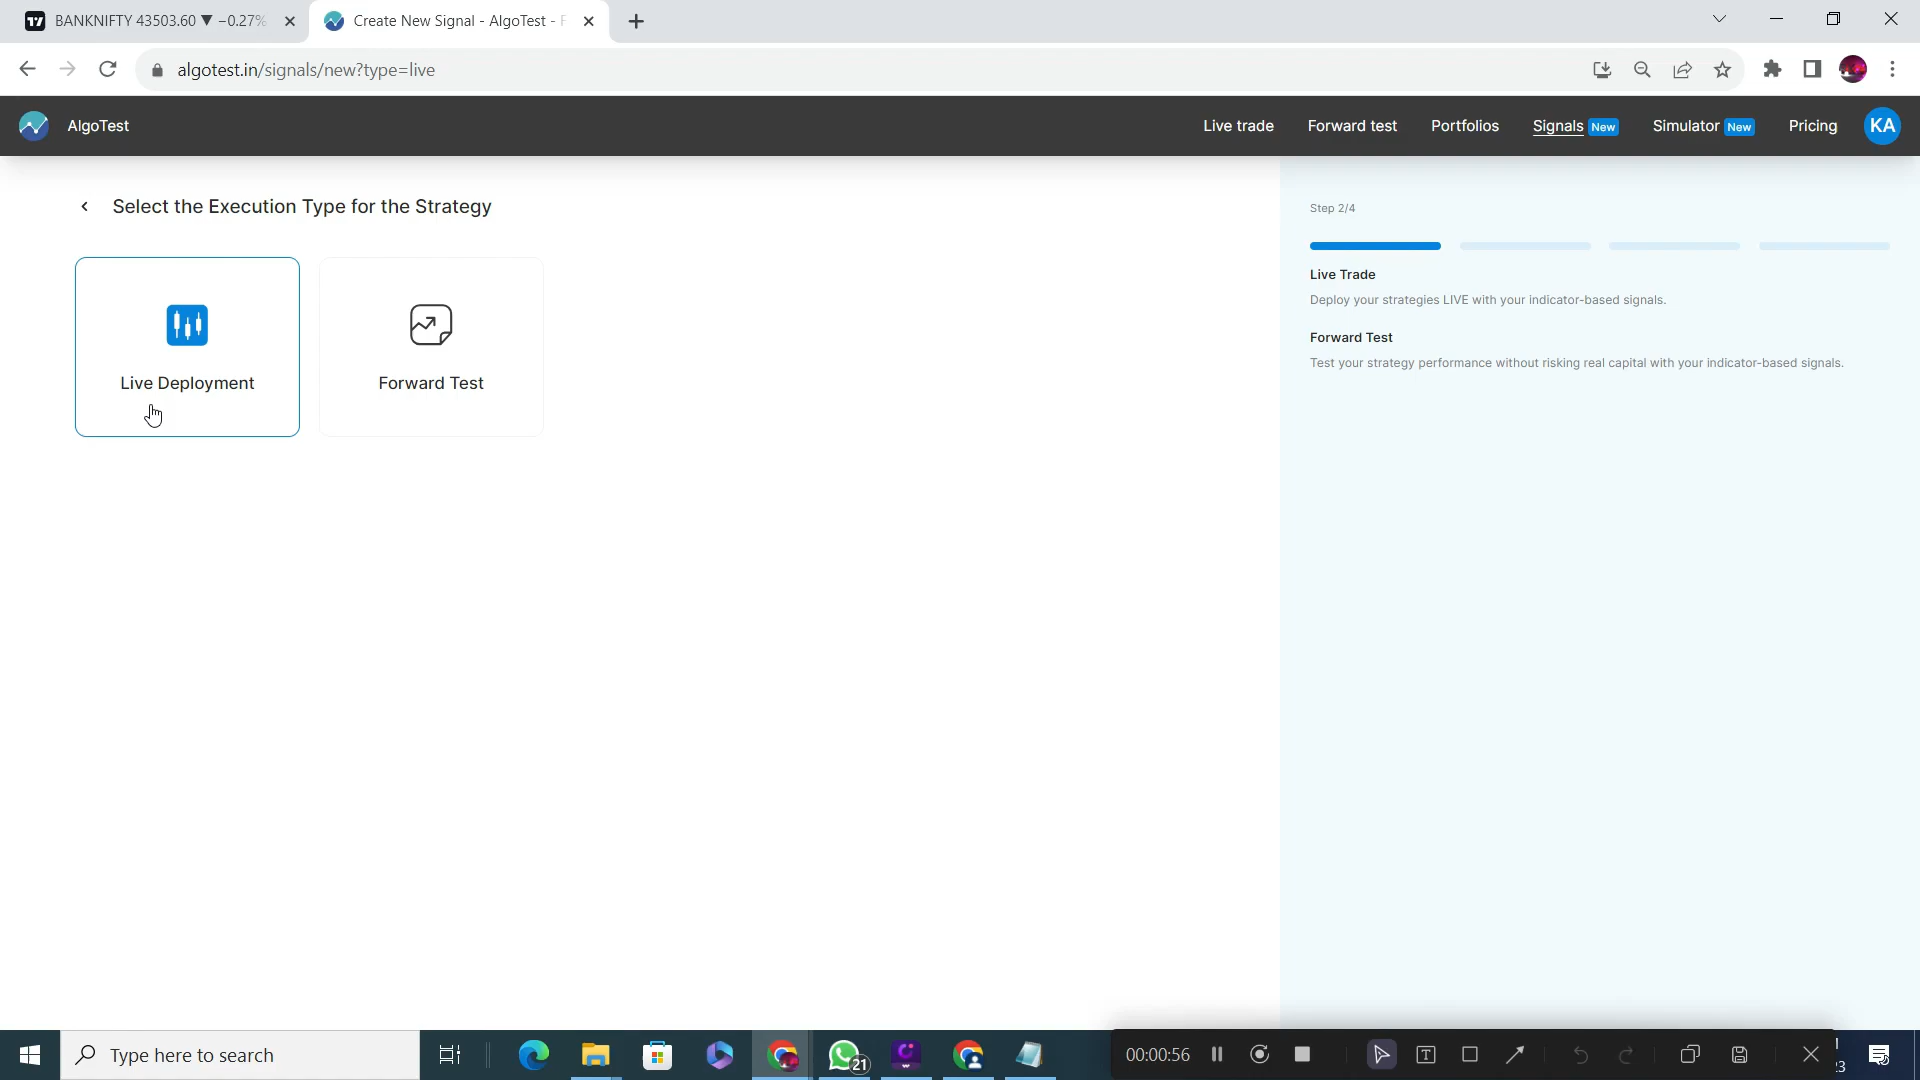 BANKNIFTY 43503.60 ▼ −0.27%
Create New Signal - AlgoTest -
algotest.in/signals/new?type=live
AlgoTest
Live trade
Forward test
Portfolios
Signals New
Simulator New
Pricing
KA
Select the Execution Type for the Strategy
Live Deployment
Forward Test
Step 2/4
Live Trade
Deploy your strategies LIVE with your indicator-based signals.
Forward Test
Test your strategy performance without risking real capital with your indicator-based signals.
Type here to search
21
00:00:56